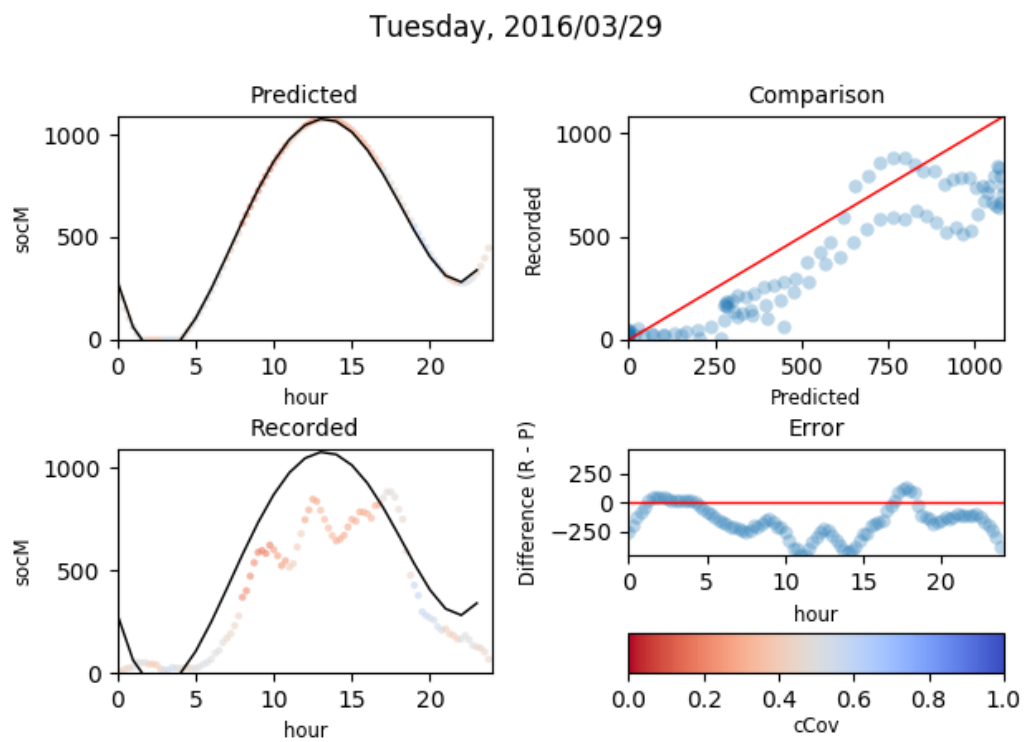 Tuesday, 2016/03/29
Predicted
socM
1000
500
0
0 5 10 15 20
hour
Comparison
Recorded
1000
500
0
0 250 500 750 1000
Predicted
Recorded
socM
1000
500
0
0 5 10 15 20
hour
Error
Difference (R - P)
250
0
−250
0 5 10 15 20
hour
0.0 0.2 0.4 0.6 0.8 1.0
cCov